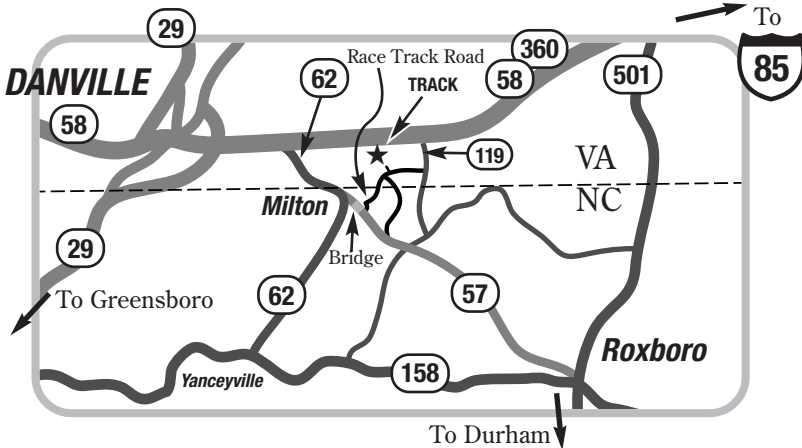 To
29
360
Race Track Road
85
DANVILLE
62
58
TRACK
501
58
119
VA
NC
Milton
Bridge
29
To Greensboro
62
57
Roxboro
158
Yanceyville
To Durham